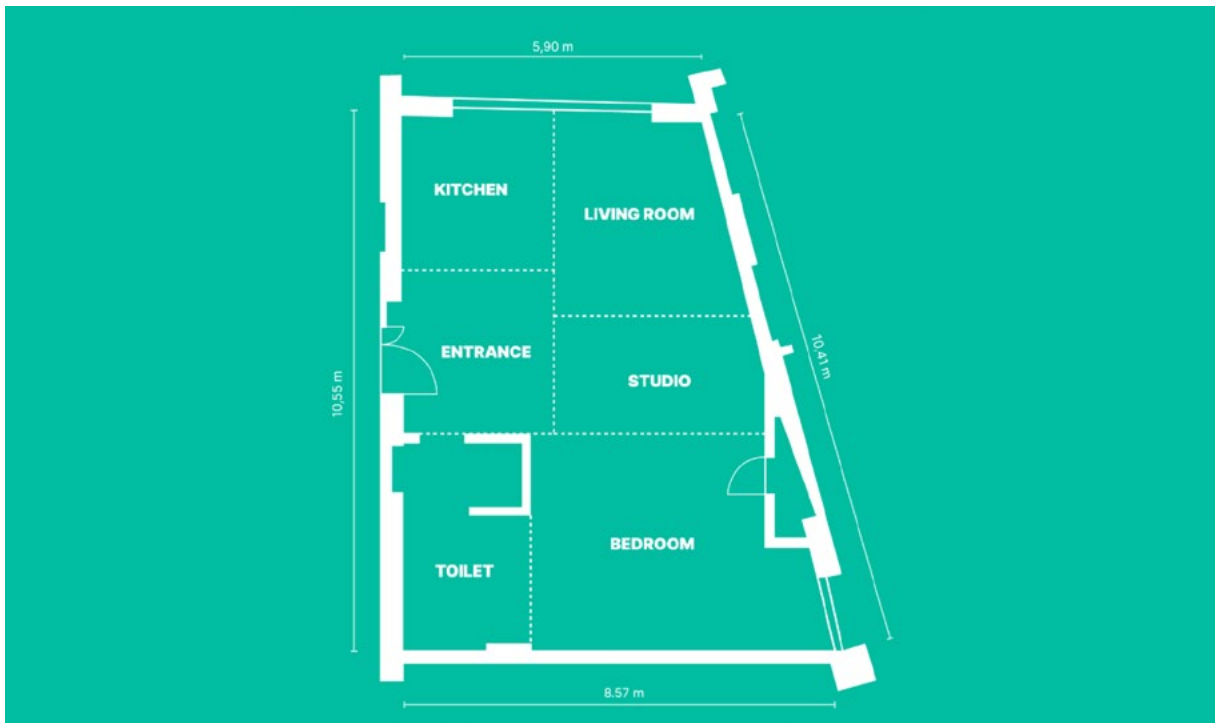 5,90 m
KITCHEN
LIVING ROOM
ENTRANCE
10,41 m
STUDIO
10,55 m
BEDROOM
TOILET
8.57 m